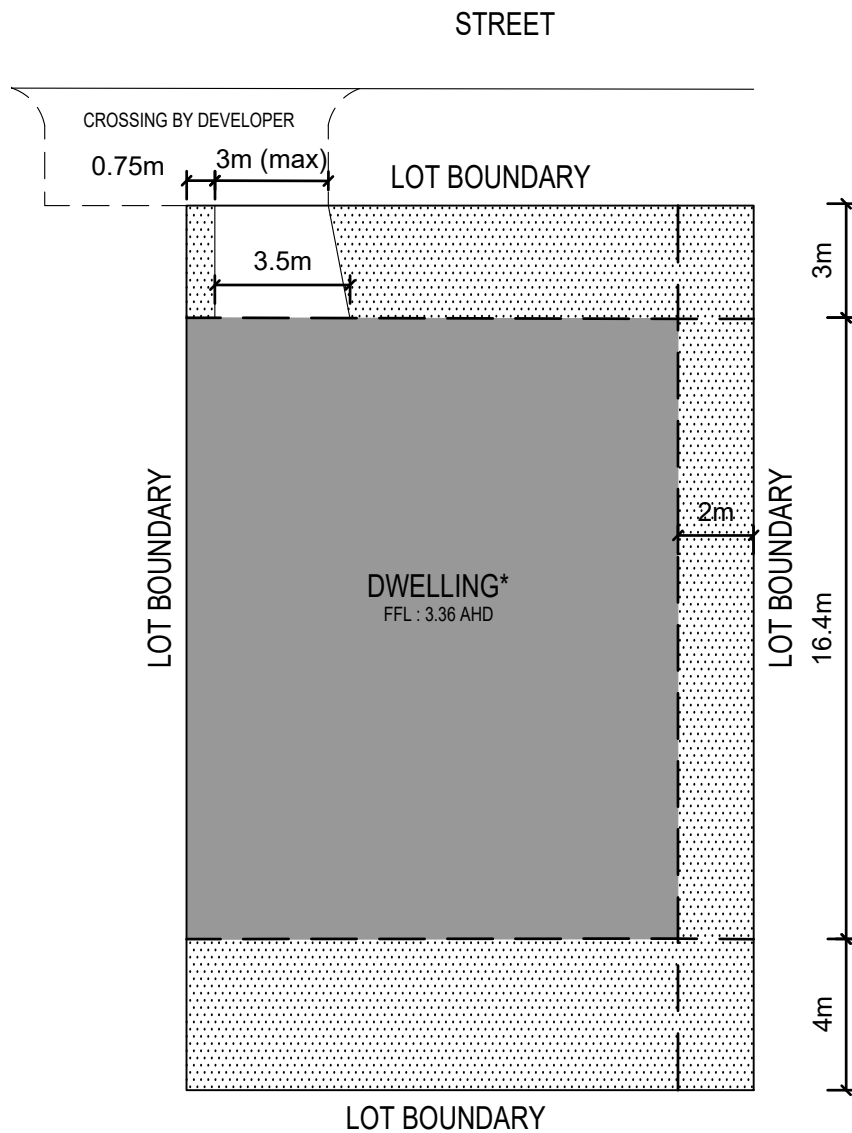 STREET
CROSSING BY DEVELOPER
0.75m
3m (max)
LOT BOUNDARY
3m
3.5m
LOT BOUNDARY
2m
LOT BOUNDARY
16.4m
DWELLING*
FFL : 3.36 AHD
4m
LOT BOUNDARY